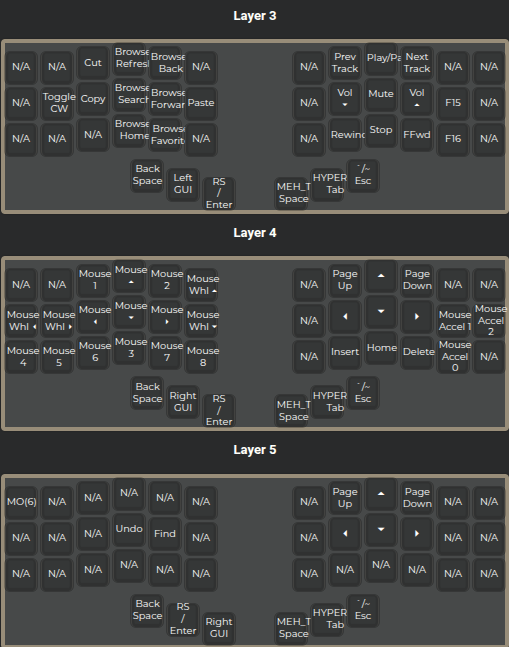 Layer 3
N/A N/A Cut Browse Refresh Browse Back N/A N/A Prev Track Play/Pa Next Track N/A N/A
N/A Toggle CW Copy Browse Search Browse Forwar Paste N/A Vol Mute Vol F15 N/A
N/A N/A N/A Browse Home Browse Favorit N/A N/A Rewind Stop FFwd F16 N/A
Back Space Left GUI RS / Enter MEH_T Space HYPER Tab ` /~ Esc
Layer 4
N/A N/A Mouse 1 Mouse Mouse 2 Mouse Whl N/A Page Up Page Down N/A N/A
Mouse Whl Mouse Whl Mouse Mouse Mouse Mouse Whl N/A Mouse Accel 1 Mouse Accel 2
Mouse 4 Mouse 5 Mouse 6 Mouse 3 Mouse 7 Mouse 8 N/A Insert Home Delete Mouse Accel 0 N/A
Back Space Right GUI RS / Enter MEH_T Space HYPER Tab ` /~ Esc
Layer 5
MO(6) N/A N/A N/A N/A N/A N/A Page Up Page Down N/A N/A
N/A N/A N/A Undo Find N/A N/A N/A N/A
N/A N/A N/A N/A N/A N/A N/A N/A N/A N/A N/A N/A
Back Space RS / Enter Right GUI MEH_T Space HYPER Tab ` /~ Esc